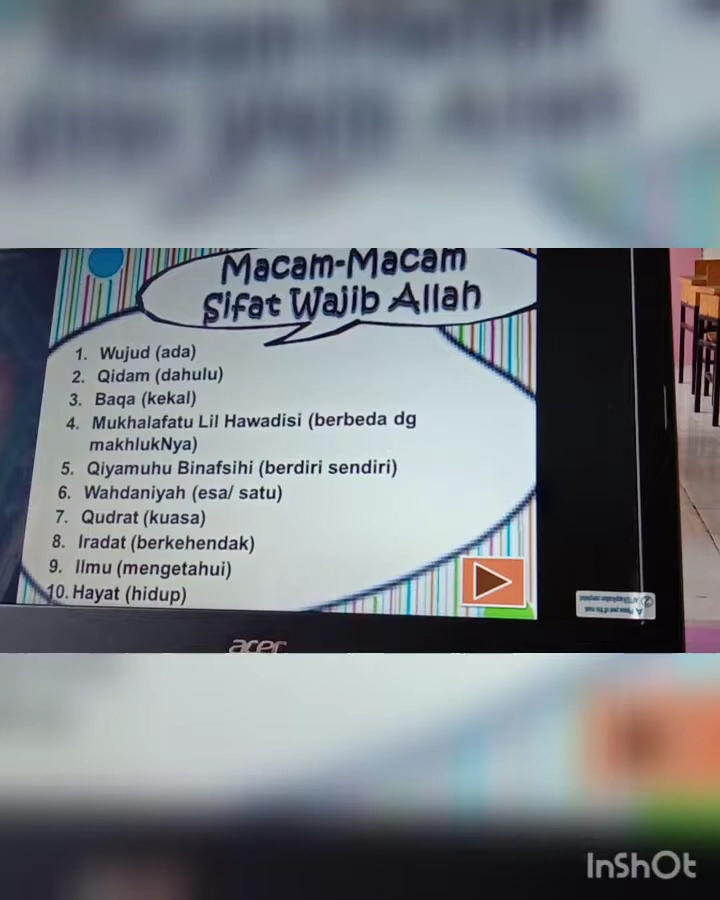 Macam-Macam
Sifat Wajib Allah
1. Wujud (ada)
2. Qidam (dahulu)
3. Baqa (kekal)
4. Mukhalafatu Lil Hawadisi (berbeda dg
makhlukNya)
5. Qiyamuhu Binafsihi (berdiri sendiri)
6. Wahdaniyah (esa/ satu)
7. Qudrat (kuasa)
8. Iradat (berkehendak)
9. Ilmu (mengetahui)
10. Hayat (hidup)
acer
InShOt